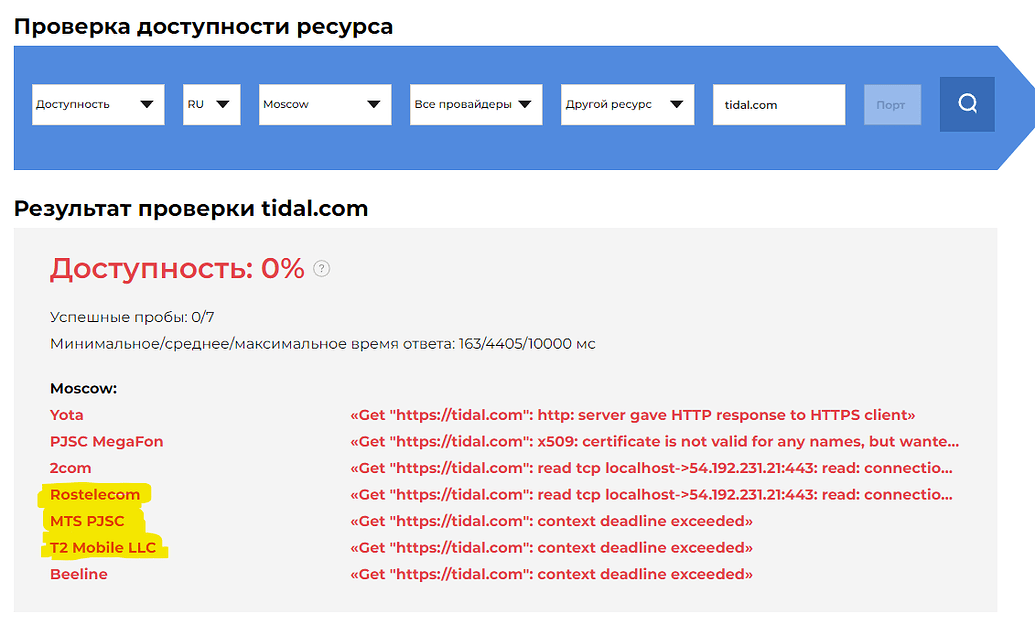 Проверка доступности ресурса
Доступность RU Moscow Все провайдеры Другой ресурс tidal.com Порт
Результат проверки tidal.com
Доступность: 0% ?
Успешные пробы: 0/7
Минимальное/среднее/максимальное время ответа: 163/4405/10000 мс
Moscow:
Yota «Get "https://tidal.com": http: server gave HTTP response to HTTPS client»
PJSC MegaFon «Get "https://tidal.com": x509: certificate is not valid for any names, but wante...
2com «Get "https://tidal.com": read tcp localhost->54.192.231.21:443: read: connectio...
Rostelecom «Get "https://tidal.com": read tcp localhost->54.192.231.21:443: read: connectio...
MTS PJSC «Get "https://tidal.com": context deadline exceeded»
T2 Mobile LLC «Get "https://tidal.com": context deadline exceeded»
Beeline «Get "https://tidal.com": context deadline exceeded»